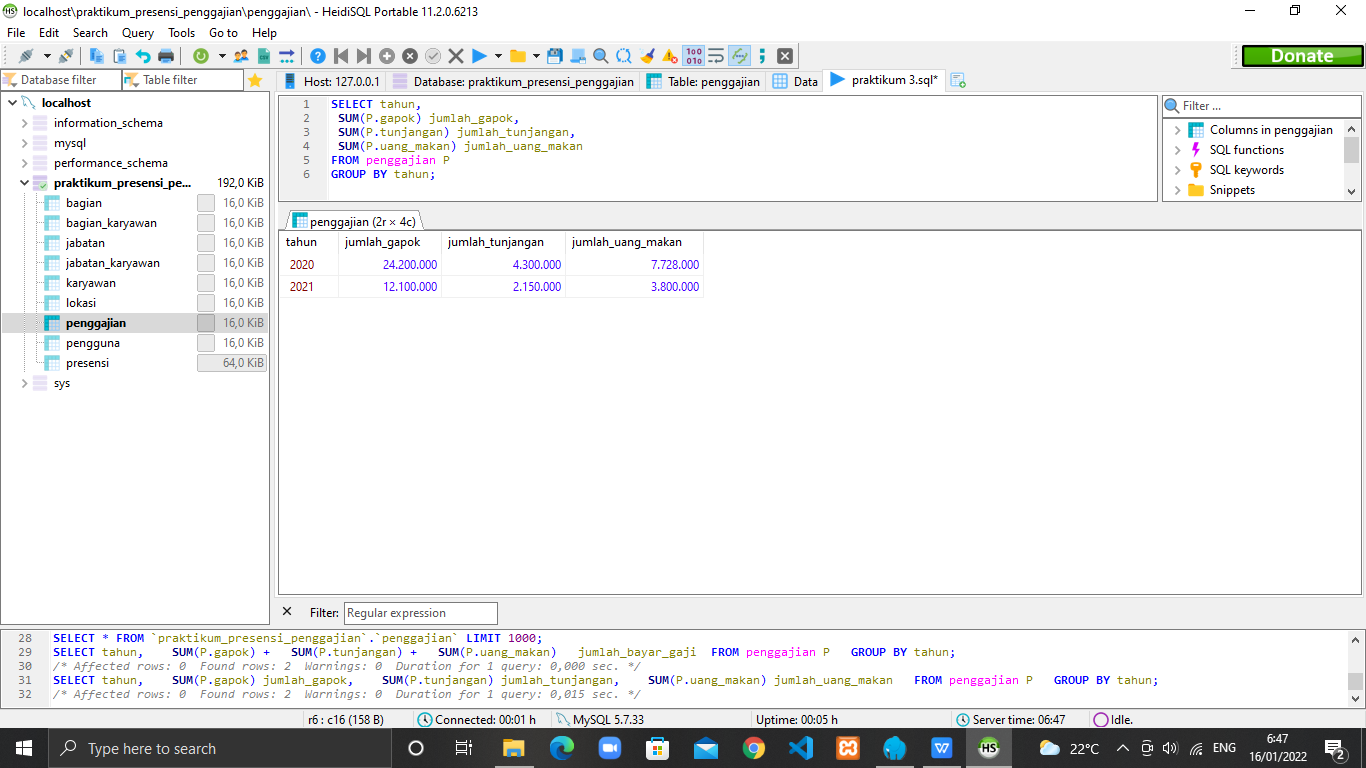 HS localhost\praktikum_presensi_penggajian\penggajian\ - HeidiSQL Portable 11.2.0.6213
File Edit Search Query Tools Go to Help
Donate
Database filter Table filter
Host: 127.0.0.1 Database: praktikum_presensi_penggajian Table: penggajian Data praktikum 3.sql*
localhost
information_schema
mysql
performance_schema
praktikum_presensi_pe... 192,0 KiB
bagian 16,0 KiB
bagian_karyawan 16,0 KiB
jabatan 16,0 KiB
jabatan_karyawan 16,0 KiB
karyawan 16,0 KiB
lokasi 16,0 KiB
penggajian 16,0 KiB
pengguna 16,0 KiB
presensi 64,0 KiB
sys
1 SELECT tahun,
2 SUM(P.gapok) jumlah_gapok,
3 SUM(P.tunjangan) jumlah_tunjangan,
4 SUM(P.uang_makan) jumlah_uang_makan
5 FROM penggajian P
6 GROUP BY tahun;
Filter ...
Columns in penggajian
SQL functions
SQL keywords
Snippets
penggajian (2r × 4c)
tahun jumlah_gapok jumlah_tunjangan jumlah_uang_makan
2020 24.200.000 4.300.000 7.728.000
2021 12.100.000 2.150.000 3.800.000
Filter: Regular expression
28 SELECT * FROM `praktikum_presensi_penggajian`.`penggajian` LIMIT 1000;
29 SELECT tahun, SUM(P.gapok) + SUM(P.tunjangan) + SUM(P.uang_makan) jumlah_bayar_gaji FROM penggajian P GROUP BY tahun;
30 /* Affected rows: 0 Found rows: 2 Warnings: 0 Duration for 1 query: 0,000 sec. */
31 SELECT tahun, SUM(P.gapok) jumlah_gapok, SUM(P.tunjangan) jumlah_tunjangan, SUM(P.uang_makan) jumlah_uang_makan FROM penggajian P GROUP BY tahun;
32 /* Affected rows: 0 Found rows: 2 Warnings: 0 Duration for 1 query: 0,015 sec. */
r6 : c16 (158 B) Connected: 00:01 h MySQL 5.7.33 Uptime: 00:05 h Server time: 06:47 Idle.
Type here to search
HS
22°C ENG
6:47
16/01/2022
2